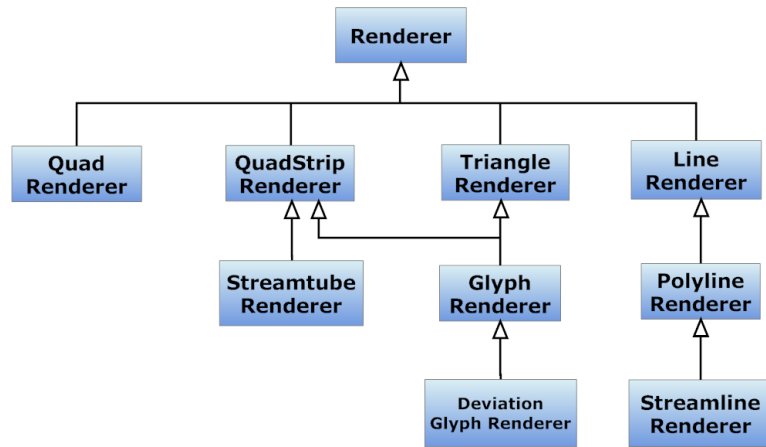 Renderer
Quad
Renderer
QuadStrip
Renderer
Triangle
Renderer
Line
Renderer
Streamtube
Renderer
Glyph
Renderer
Polyline
Renderer
Deviation
Glyph Renderer
Streamline
Renderer